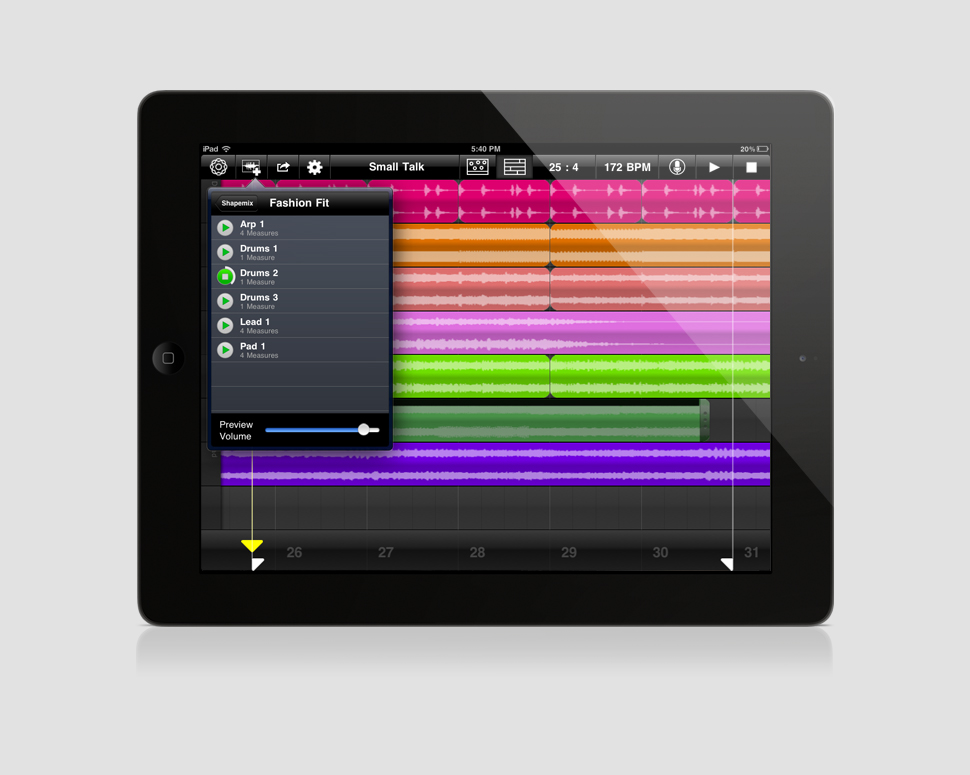 iPad 5:40 PM 20%
Small Talk 25 : 4 172 BPM
Shapemix Fashion Fit
Arp 1
4 Measures
Drums 1
1 Measure
Drums 2
1 Measure
Drums 3
1 Measure
Lead 1
4 Measures
Pad 1
4 Measures
Preview
Volume
26 27 28 29 30 31